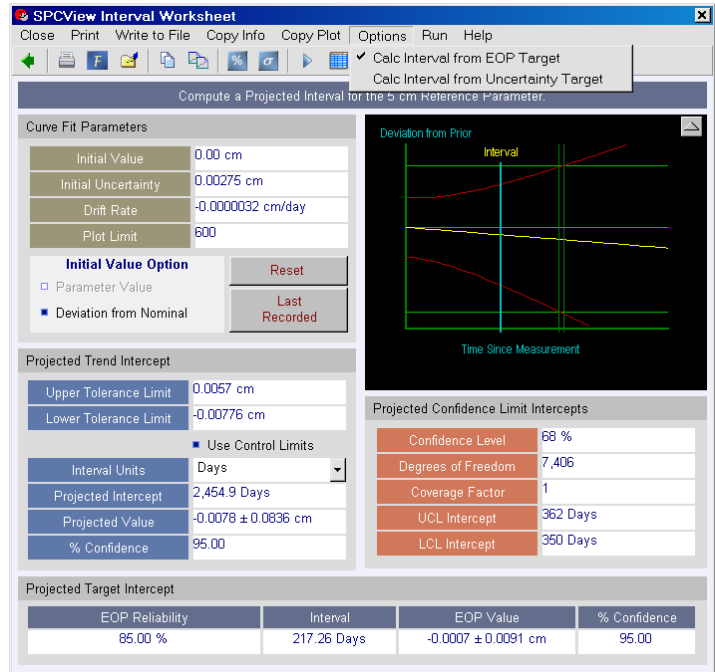 SPCView Interval Worksheet
Close Print Write to File Copy Info Copy Plot Options Run Help
Calc Interval from EOP Target
Calc Interval from Uncertainty Target
Compute a Projected Interval for the 5 cm Reference Parameter.
Curve Fit Parameters
Initial Value 0.00 cm
Initial Uncertainty 0.00275 cm
Drift Rate -0.0000032 cm/day
Plot Limit 600
Initial Value Option
Parameter Value
Deviation from Nominal
Reset
Last
Recorded
Deviation from Prior
Interval
Time Since Measurement
Projected Trend Intercept
Upper Tolerance Limit 0.0057 cm
Lower Tolerance Limit -0.00776 cm
Use Control Limits
Interval Units Days
Projected Intercept 2,454.9 Days
Projected Value -0.0078 ± 0.0836 cm
% Confidence 95.00
Projected Confidence Limit Intercepts
Confidence Level 68 %
Degrees of Freedom 7,406
Coverage Factor 1
UCL Intercept 362 Days
LCL Intercept 350 Days
Projected Target Intercept
EOP Reliability Interval EOP Value % Confidence
85.00 % 217.26 Days -0.0007 ± 0.0091 cm 95.00